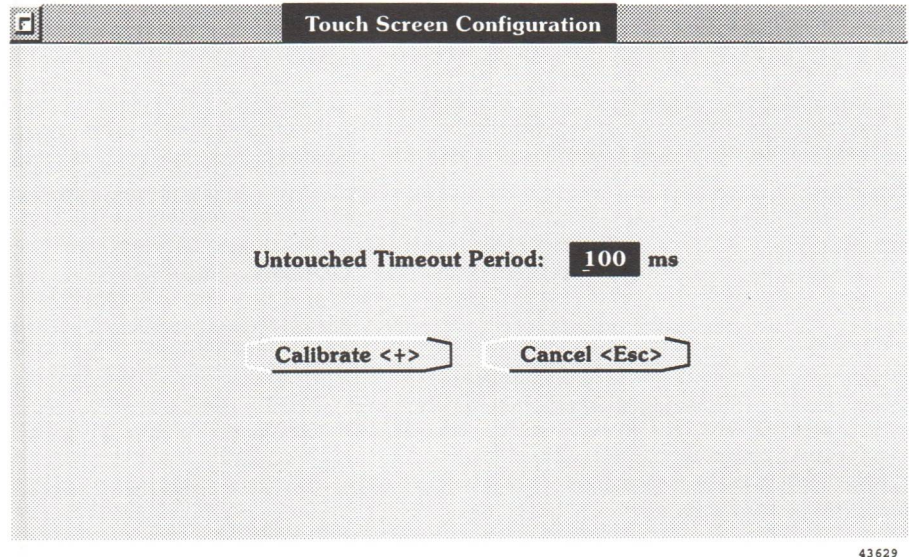 Touch Screen Configuration
Untouched Timeout Period: 100 ms
Calibrate <+> Cancel <Esc>
43629